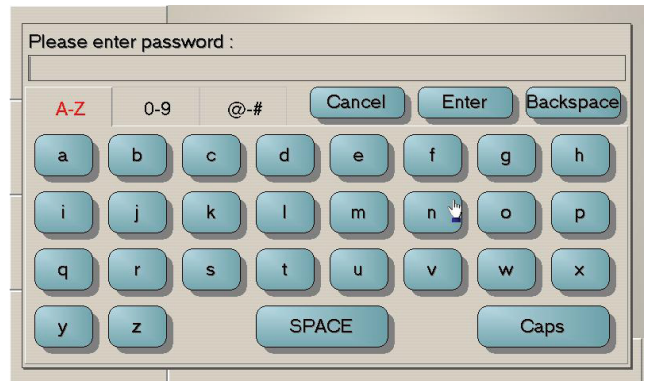 Please enter password :
A-Z 0-9 @-# Cancel Enter Backspace
a b c d e f g h
i j k l m n o p
q r s t u v w x
y z SPACE Caps